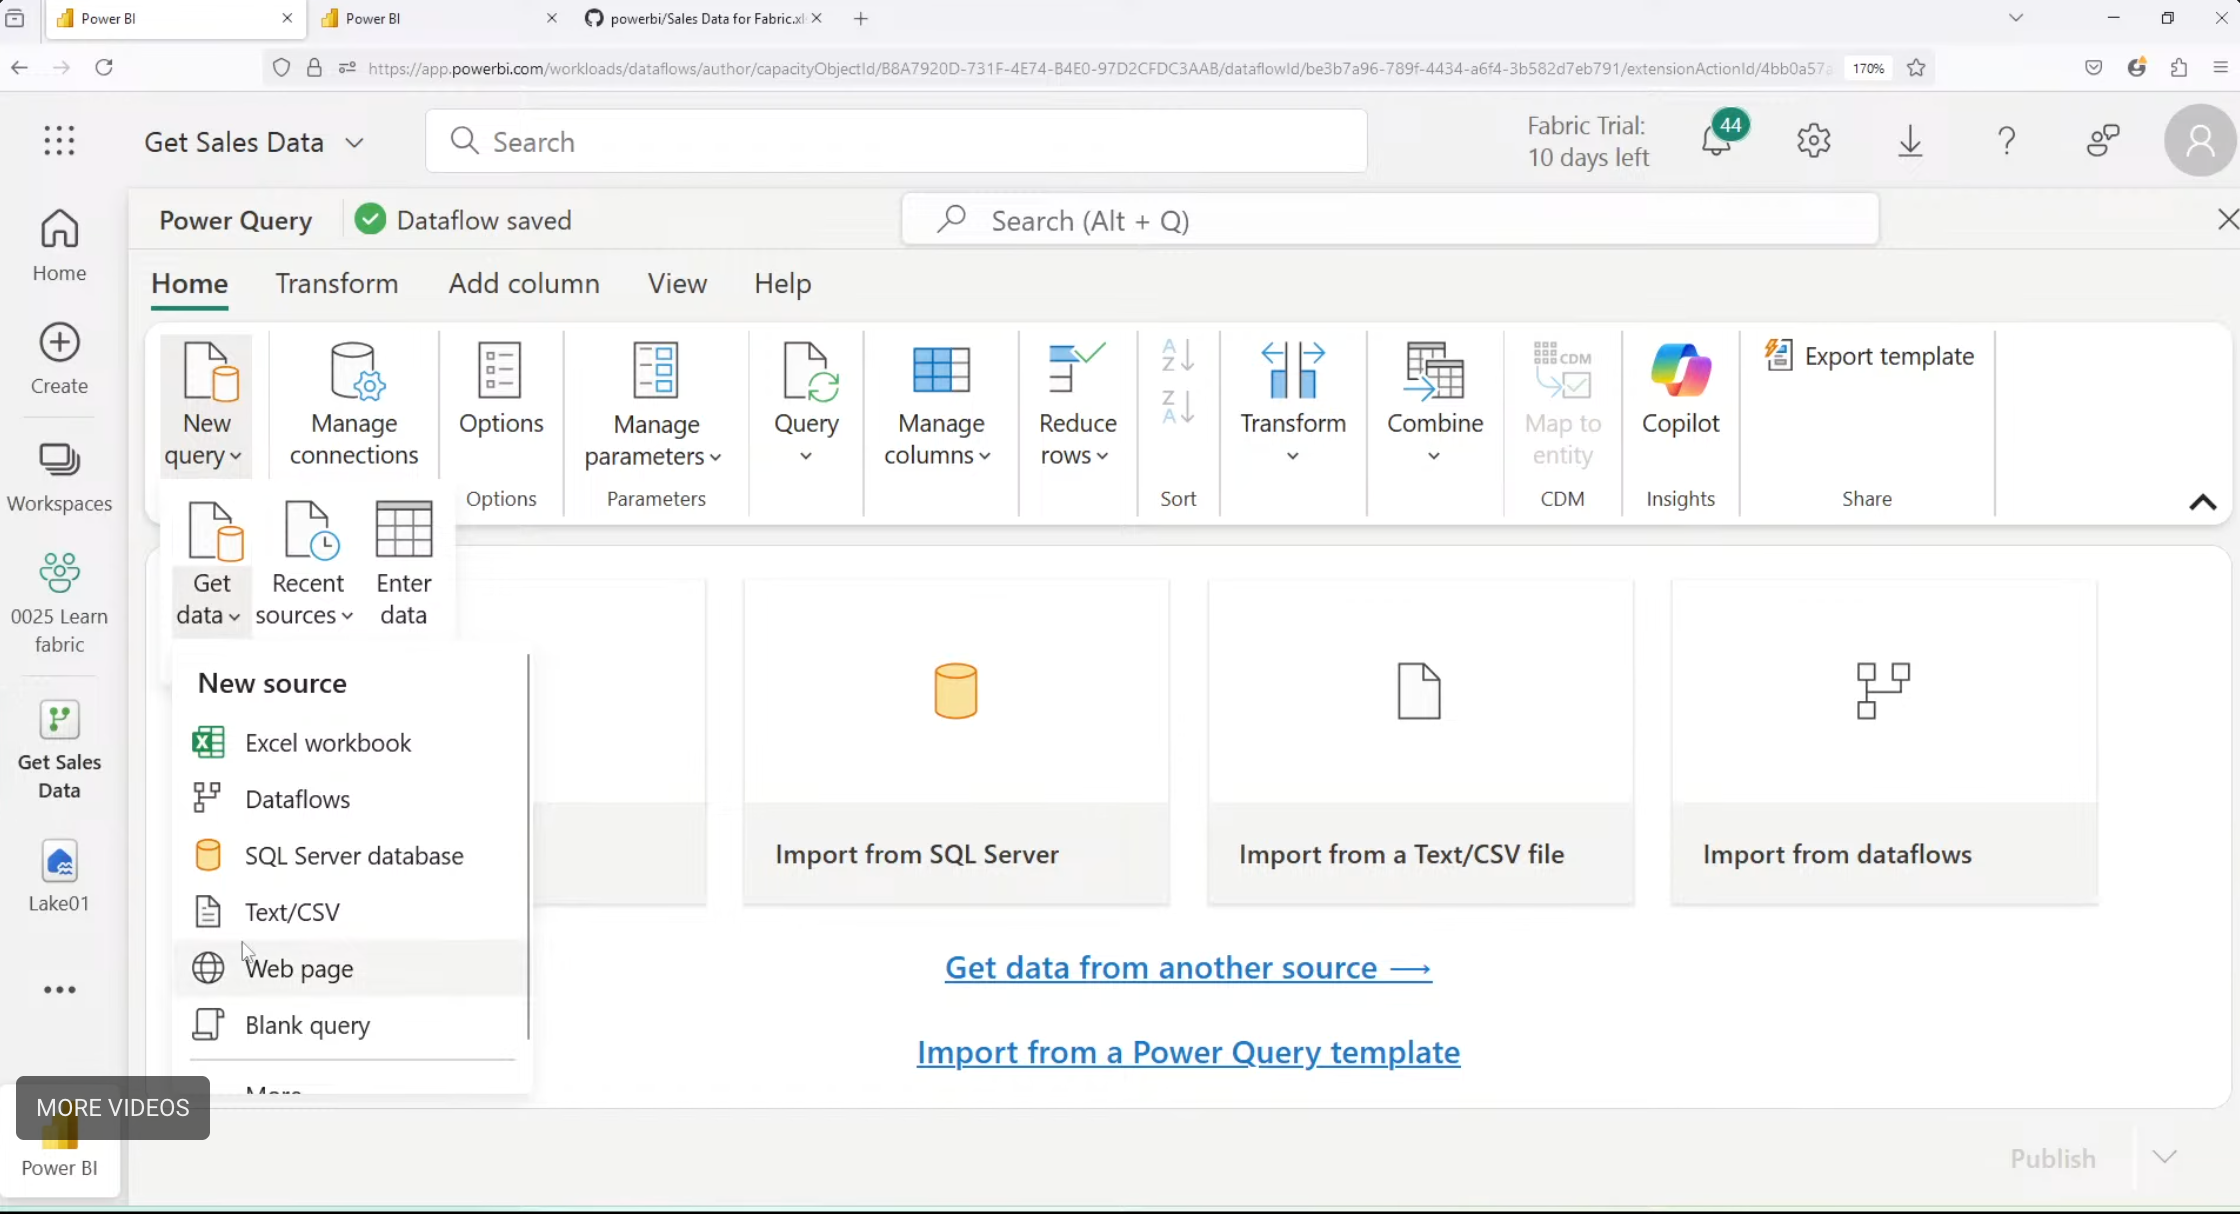 Power BI
Power BI
powerbi/Sales Data for Fabric.xl
https://app.powerbi.com/workloads/dataflows/author/capacityObjectId/B8A7920D-731F-4E74-B4E0-97D2CFDC3AAB/dataflowId/be3b7a96-789f-4434-a6f4-3b582d7eb791/extensionActionId/4bb0a57a
170%
Get Sales Data
Search
Fabric Trial:
10 days left
44
Power Query
Dataflow saved
Search (Alt + Q)
Home
Transform
Add column
View
Help
New
query
Manage
connections
Options
Manage
parameters
Query
Manage
columns
Reduce
rows
A
Z
Z
A
Transform
Combine
CDM
Map to
entity
Copilot
Export template
Options
Parameters
Sort
CDM
Insights
Share
Get
data
Recent
sources
Enter
data
New source
Excel workbook
Dataflows
SQL Server database
Text/CSV
Web page
Blank query
More
Import from SQL Server
Import from a Text/CSV file
Import from dataflows
Get data from another source →
Import from a Power Query template
Home
Create
Workspaces
0025 Learn
fabric
Get Sales
Data
Lake01
MORE VIDEOS
Power BI
Publish